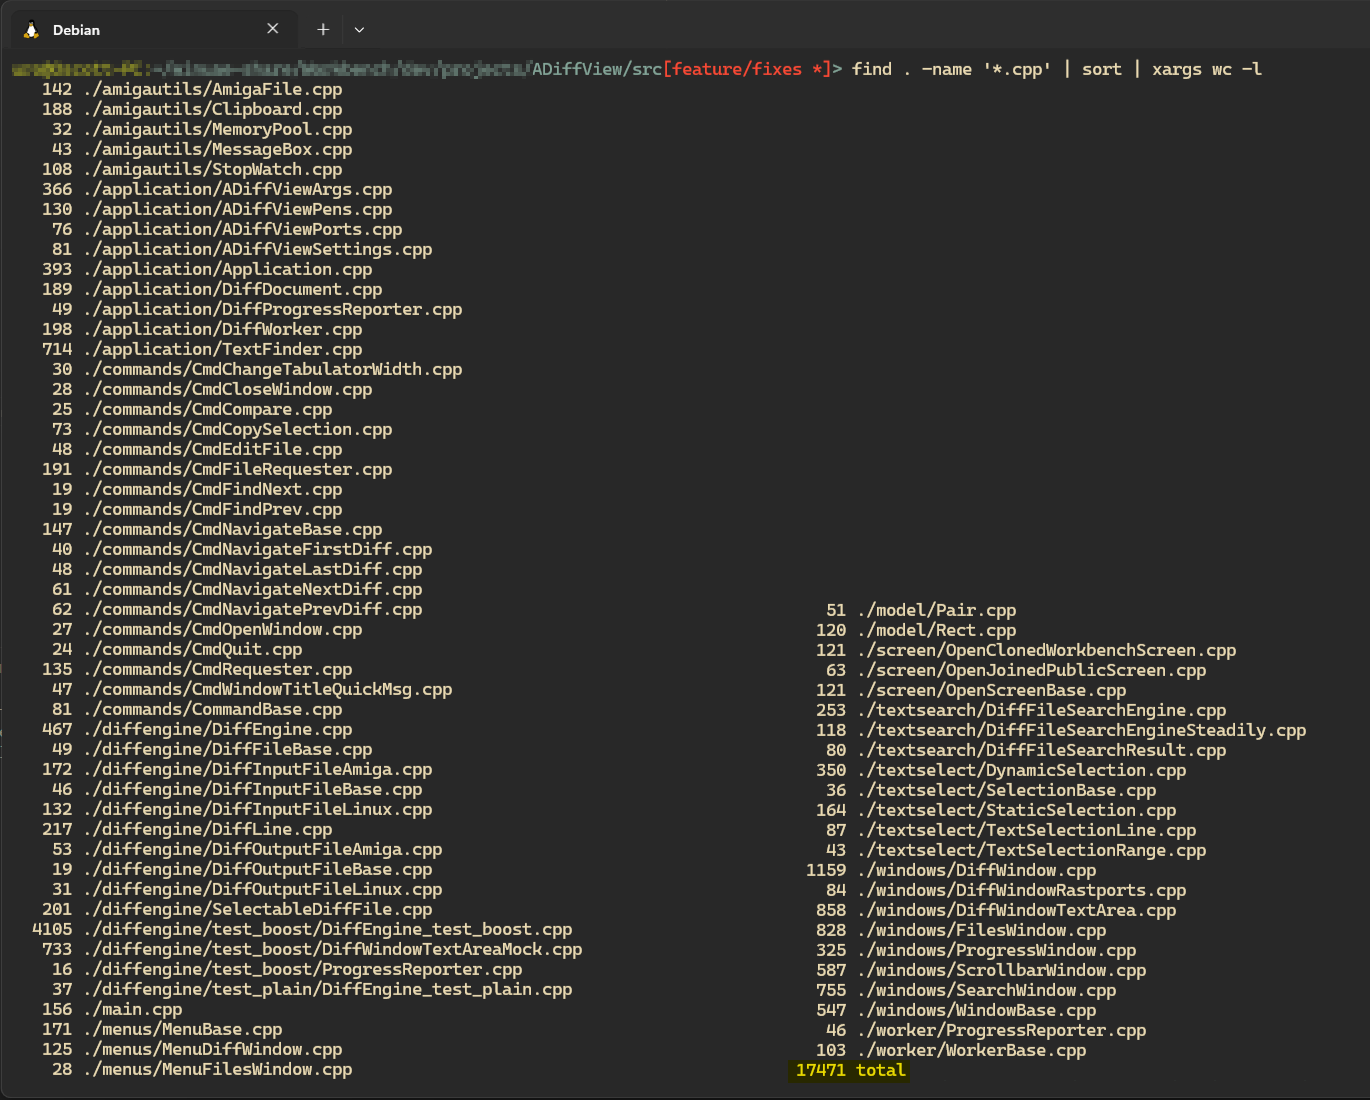 Debian
ADiffView/src[feature/fixes *]> find . -name '*.cpp' | sort | xargs wc -l
142 ./amigautils/AmigaFile.cpp
188 ./amigautils/Clipboard.cpp
32 ./amigautils/MemoryPool.cpp
43 ./amigautils/MessageBox.cpp
108 ./amigautils/StopWatch.cpp
366 ./application/ADiffViewArgs.cpp
130 ./application/ADiffViewPens.cpp
76 ./application/ADiffViewPorts.cpp
81 ./application/ADiffViewSettings.cpp
393 ./application/Application.cpp
189 ./application/DiffDocument.cpp
49 ./application/DiffProgressReporter.cpp
198 ./application/DiffWorker.cpp
714 ./application/TextFinder.cpp
30 ./commands/CmdChangeTabulatorWidth.cpp
28 ./commands/CmdCloseWindow.cpp
25 ./commands/CmdCompare.cpp
73 ./commands/CmdCopySelection.cpp
48 ./commands/CmdEditFile.cpp
191 ./commands/CmdFileRequester.cpp
19 ./commands/CmdFindNext.cpp
19 ./commands/CmdFindPrev.cpp
147 ./commands/CmdNavigateBase.cpp
40 ./commands/CmdNavigateFirstDiff.cpp
48 ./commands/CmdNavigateLastDiff.cpp
61 ./commands/CmdNavigateNextDiff.cpp
62 ./commands/CmdNavigatePrevDiff.cpp
27 ./commands/CmdOpenWindow.cpp
24 ./commands/CmdQuit.cpp
135 ./commands/CmdRequester.cpp
47 ./commands/CmdWindowTitleQuickMsg.cpp
81 ./commands/CommandBase.cpp
467 ./diffengine/DiffEngine.cpp
49 ./diffengine/DiffFileBase.cpp
172 ./diffengine/DiffInputFileAmiga.cpp
46 ./diffengine/DiffInputFileBase.cpp
132 ./diffengine/DiffInputFileLinux.cpp
217 ./diffengine/DiffLine.cpp
53 ./diffengine/DiffOutputFileAmiga.cpp
19 ./diffengine/DiffOutputFileBase.cpp
31 ./diffengine/DiffOutputFileLinux.cpp
201 ./diffengine/SelectableDiffFile.cpp
4105 ./diffengine/test_boost/DiffEngine_test_boost.cpp
733 ./diffengine/test_boost/DiffWindowTextAreaMock.cpp
16 ./diffengine/test_boost/ProgressReporter.cpp
37 ./diffengine/test_plain/DiffEngine_test_plain.cpp
156 ./main.cpp
171 ./menus/MenuBase.cpp
125 ./menus/MenuDiffWindow.cpp
28 ./menus/MenuFilesWindow.cpp
51 ./model/Pair.cpp
120 ./model/Rect.cpp
121 ./screen/OpenClonedWorkbenchScreen.cpp
63 ./screen/OpenJoinedPublicScreen.cpp
121 ./screen/OpenScreenBase.cpp
253 ./textsearch/DiffFileSearchEngine.cpp
118 ./textsearch/DiffFileSearchEngineSteadily.cpp
80 ./textsearch/DiffFileSearchResult.cpp
350 ./textselect/DynamicSelection.cpp
36 ./textselect/SelectionBase.cpp
164 ./textselect/StaticSelection.cpp
87 ./textselect/TextSelectionLine.cpp
43 ./textselect/TextSelectionRange.cpp
1159 ./windows/DiffWindow.cpp
84 ./windows/DiffWindowRastports.cpp
858 ./windows/DiffWindowTextArea.cpp
828 ./windows/FilesWindow.cpp
325 ./windows/ProgressWindow.cpp
587 ./windows/ScrollbarWindow.cpp
755 ./windows/SearchWindow.cpp
547 ./windows/WindowBase.cpp
46 ./worker/ProgressReporter.cpp
103 ./worker/WorkerBase.cpp
17471 total